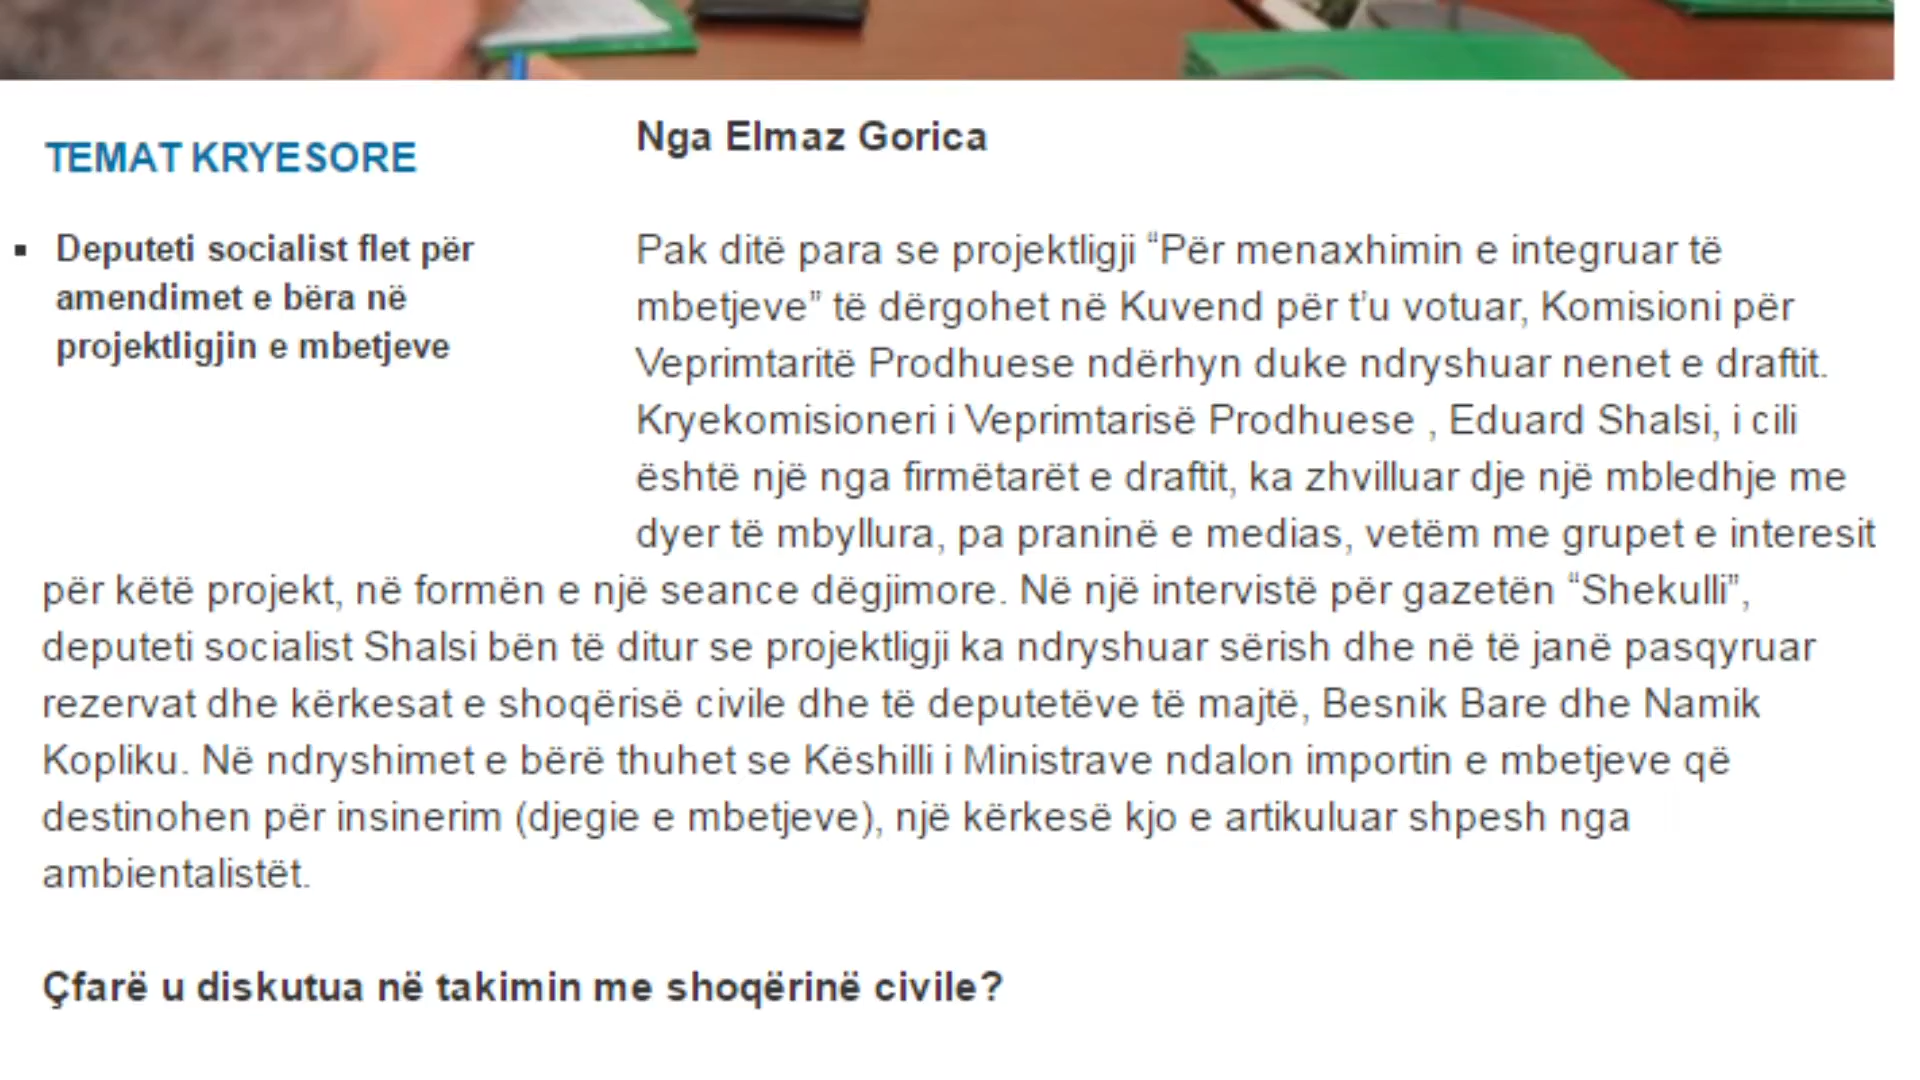 TEMAT KRYESORE
Deputeti socialist flet për
amendimet e bëra në
projektligjin e mbetjeve
Nga Elmaz Gorica
Pak ditë para se projektligji “Për menaxhimin e integruar të
mbetjeve” të dërgohet në Kuvend për t’u votuar, Komisioni për
Veprimtaritë Prodhuese ndërhyn duke ndryshuar nenet e draftit.
Kryekomisioneri i Veprimtarisë Prodhuese , Eduard Shalsi, i cili
është një nga firmëtarët e draftit, ka zhvilluar dje një mbledhje me
dyer të mbyllura, pa praninë e medias, vetëm me grupet e interesit
për këtë projekt, në formën e një seance dëgjimore. Në një intervistë për gazetën “Shekulli”,
deputeti socialist Shalsi bën të ditur se projektligji ka ndryshuar sërish dhe në të janë pasqyruar
rezervat dhe kërkesat e shoqërisë civile dhe të deputetëve të majtë, Besnik Bare dhe Namik
Kopliku. Në ndryshimet e bërë thuhet se Këshilli i Ministrave ndalon importin e mbetjeve që
destinohen për insinerim (djegie e mbetjeve), një kërkesë kjo e artikuluar shpesh nga
ambientalistët.
Çfarë u diskutua në takimin me shoqërinë civile?